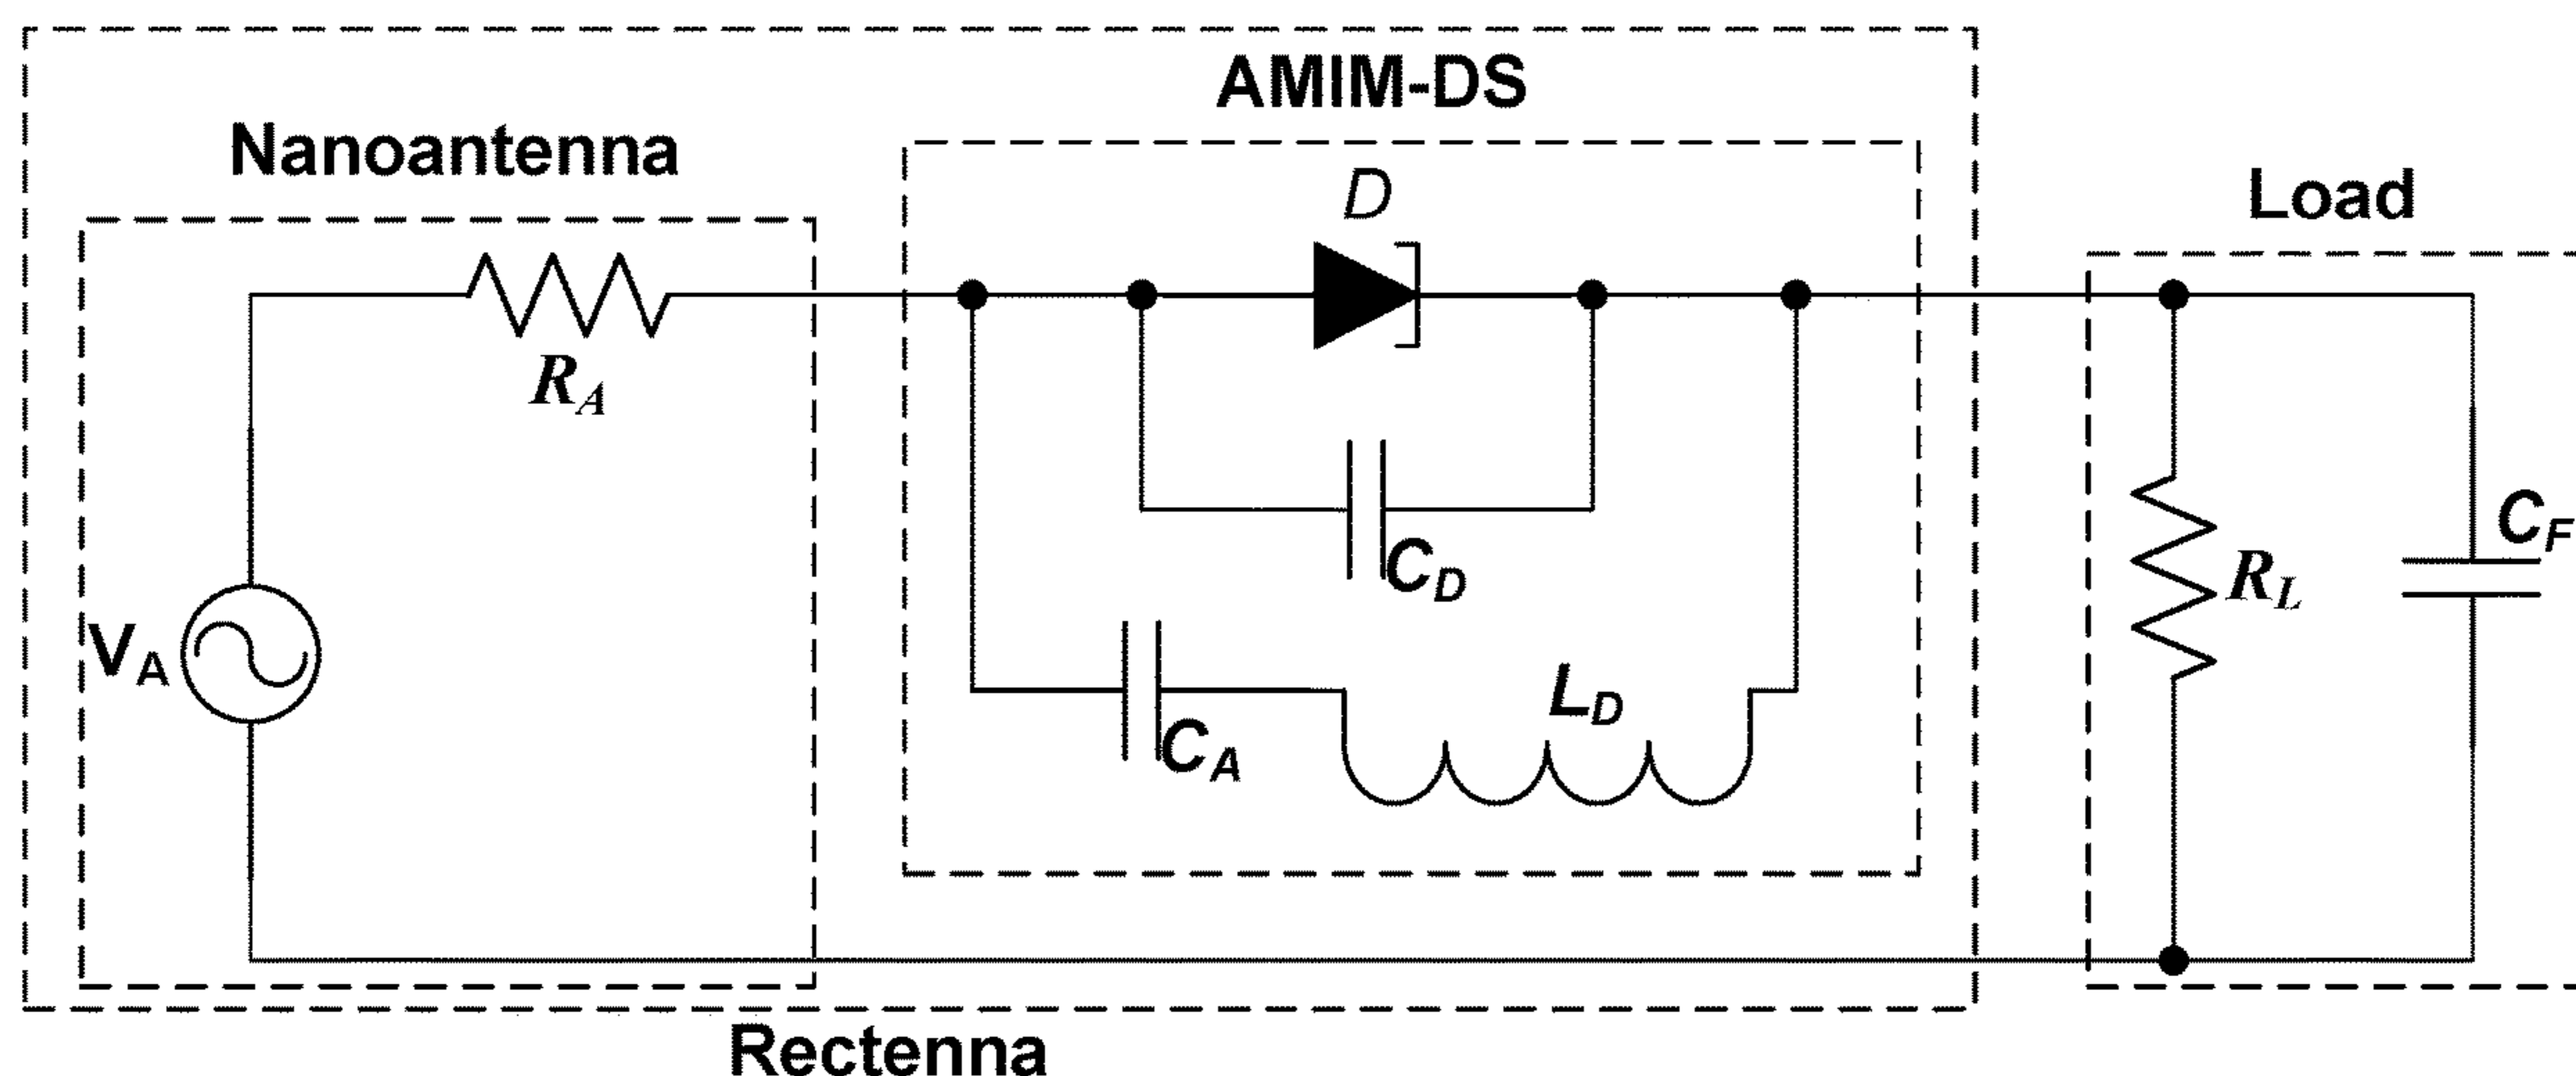 AMIM-DS
Nanoantenna
D
Load
R_A
C_D
C_F
R_L
V_A
L_D
C_A
Rectenna